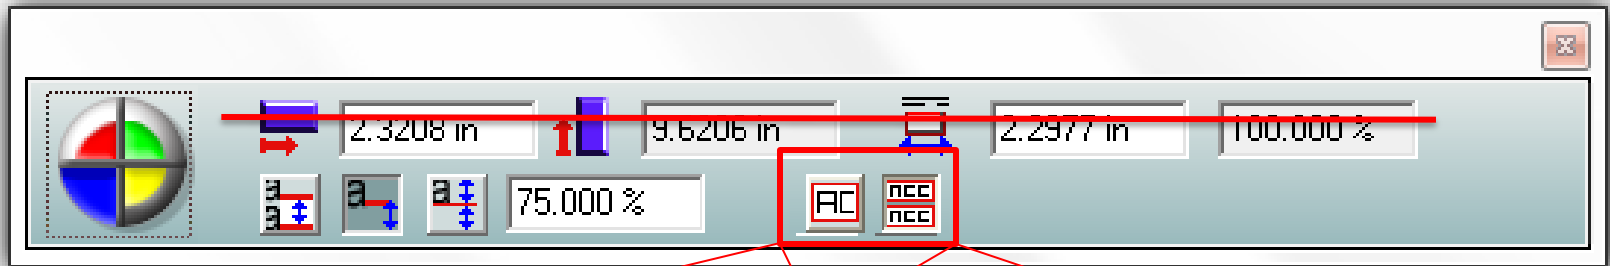 2.3208 in 9.6206 in 2.2977 in 100.000 %
a a a a 75.000 % AC ncc
ncc